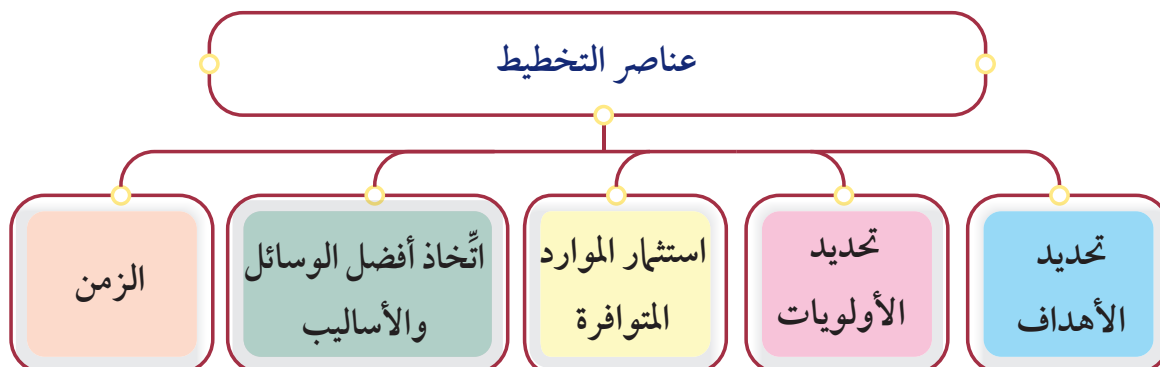 عناصر التخطيط
تحديد
الأهداف
تحديد
الأولويات
استثمار الموارد
المتوافرة
اتِّخاذ أفضل الوسائل
والأساليب
الزمن